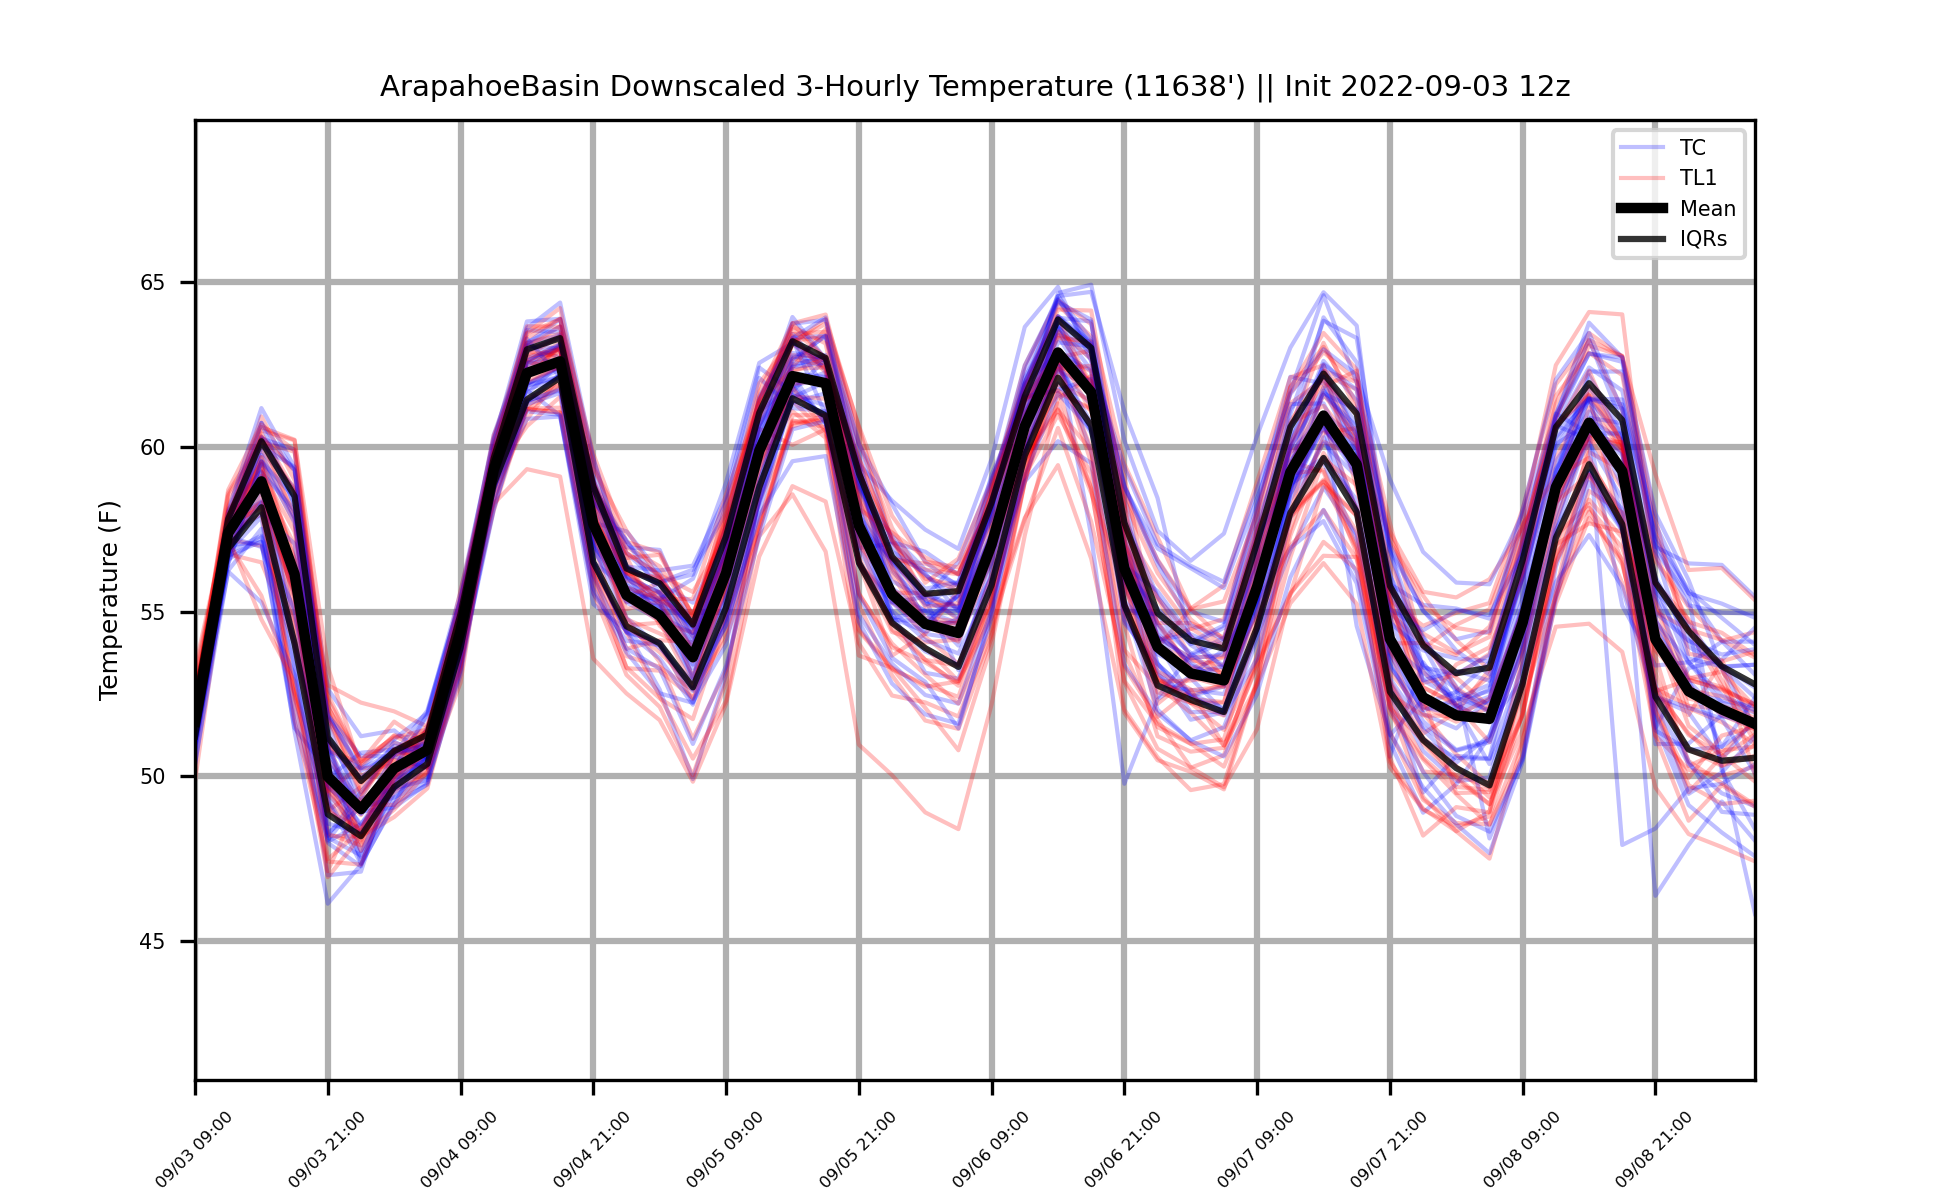 ArapahoeBasin Downscaled 3-Hourly Temperature (11638') || Init 2022-09-03 12z
TC
TL1
Mean
IQRs
Temperature (F)
65
60
55
50
45
09/03 09:00
09/03 21:00
09/04 09:00
09/04 21:00
09/05 09:00
09/05 21:00
09/06 09:00
09/06 21:00
09/07 09:00
09/07 21:00
09/08 09:00
09/08 21:00